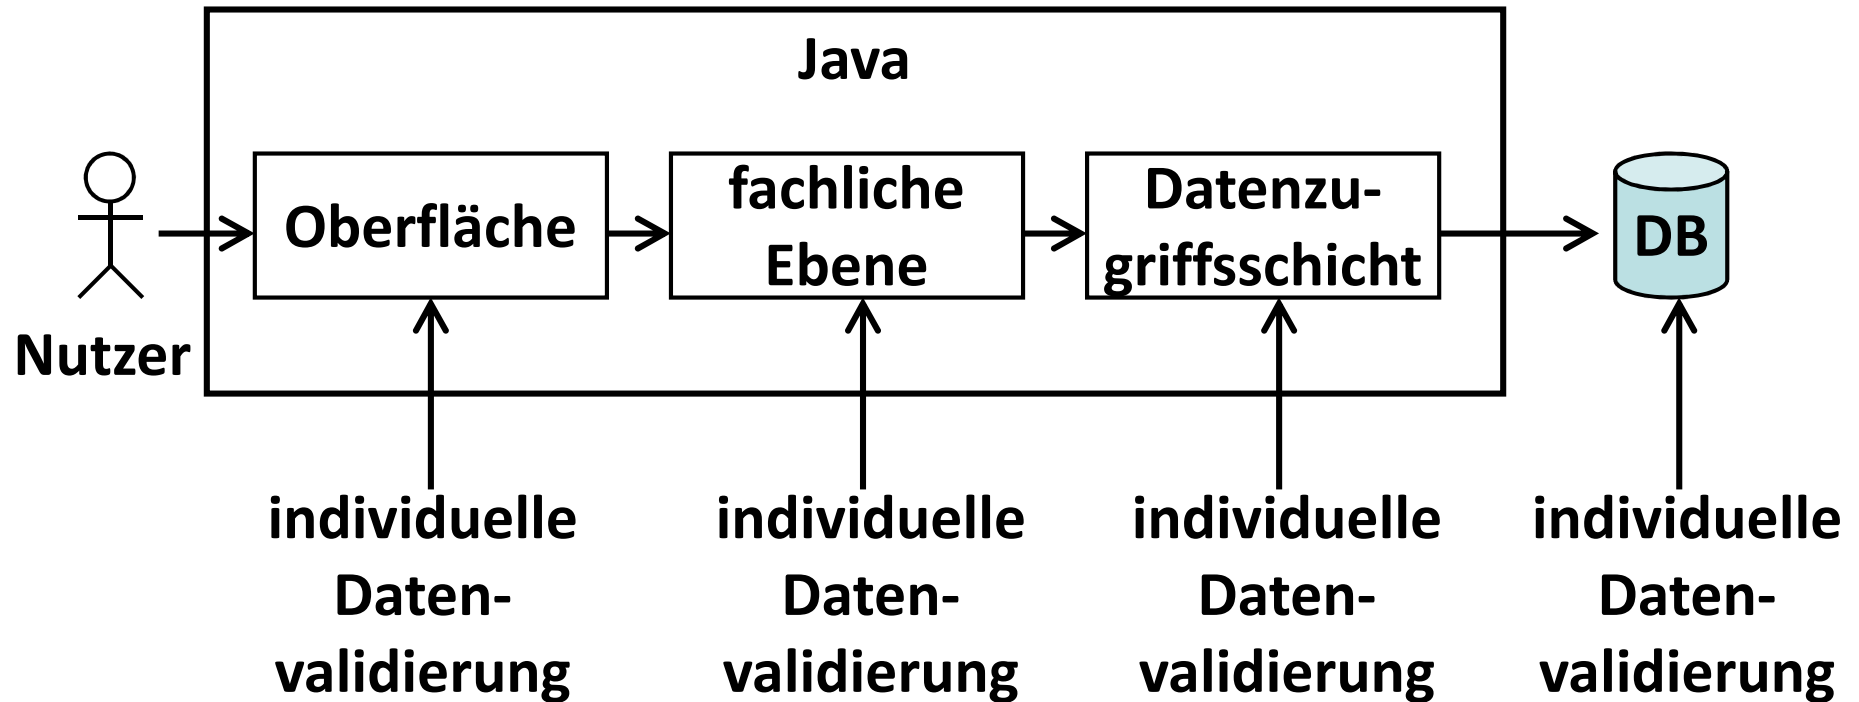 Java
Nutzer
Oberfläche
fachliche
Ebene
Datenzu-
griffsschicht
DB
individuelle
Daten-
validierung
individuelle
Daten-
validierung
individuelle
Daten-
validierung
individuelle
Daten-
validierung